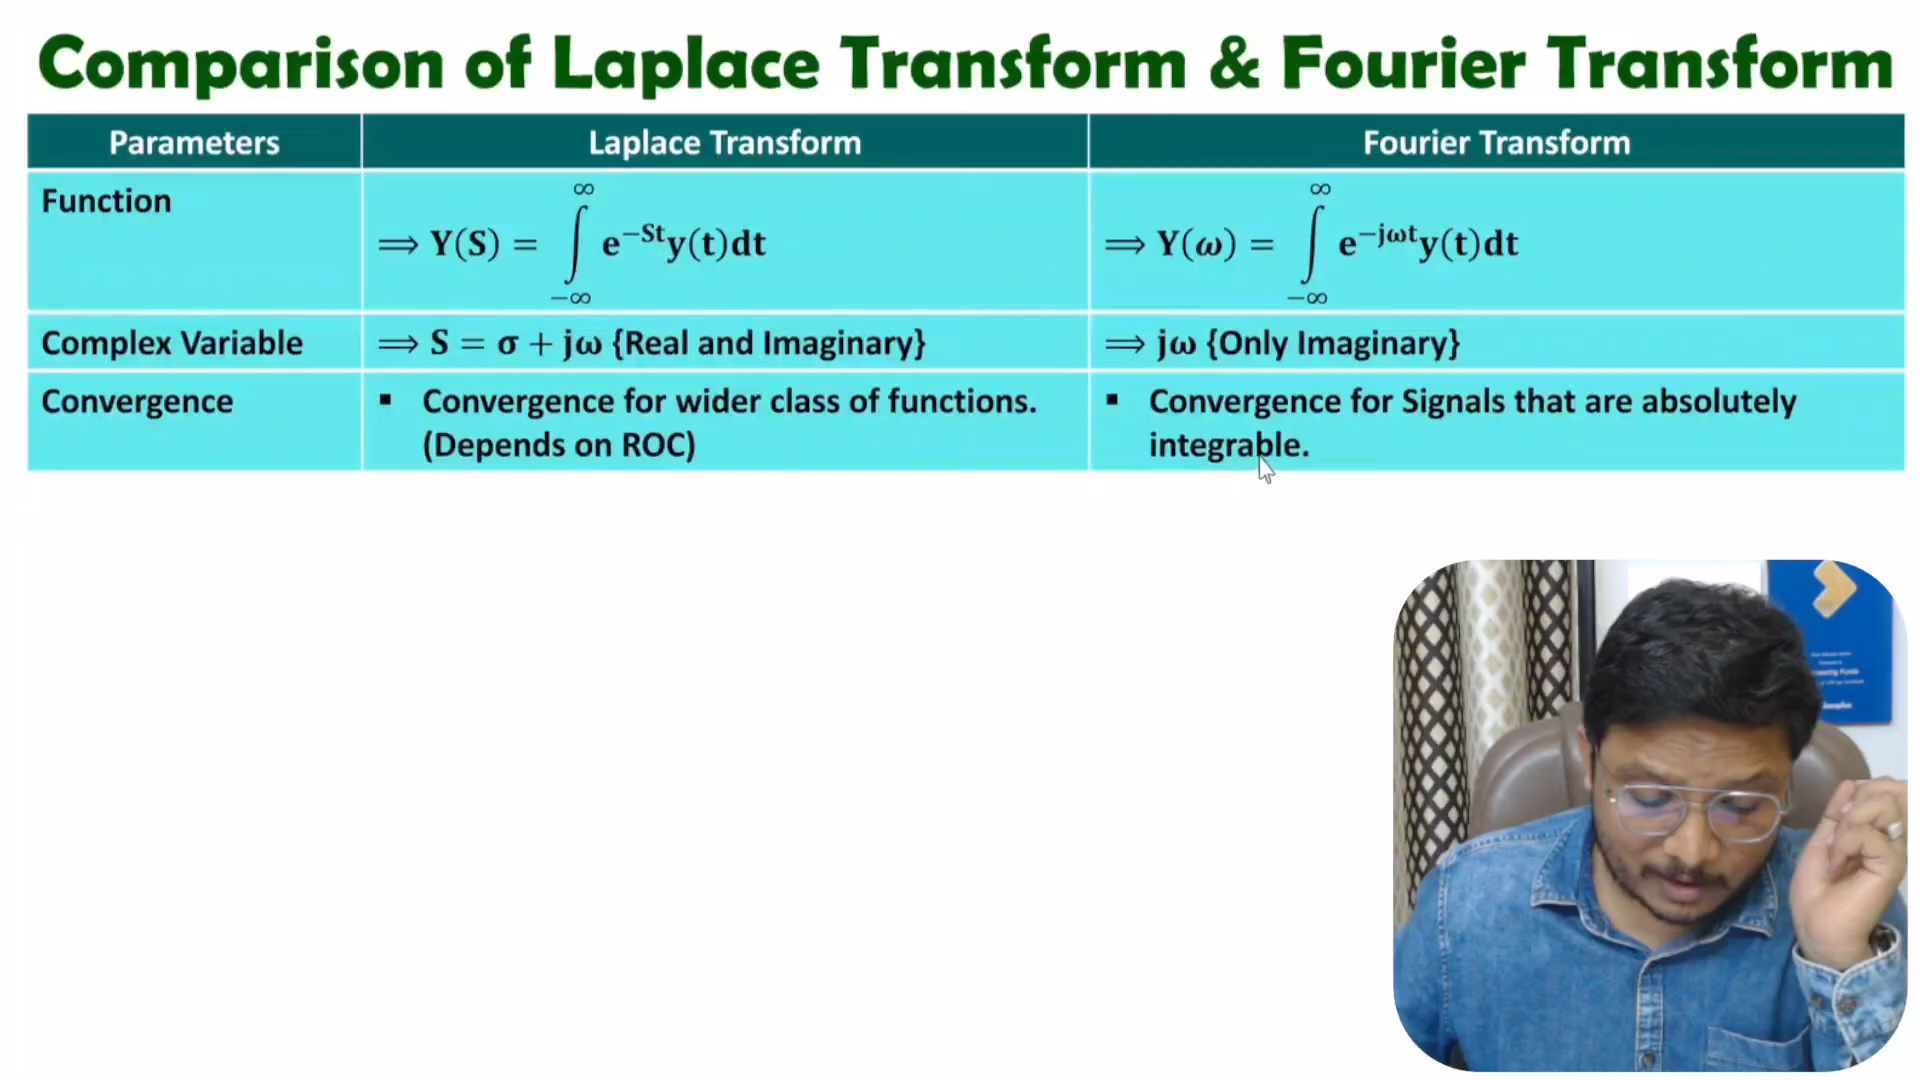 Comparison of Laplace Transform & Fourier Transform
Parameters
Laplace Transform
Fourier Transform
Function
⟹ Y(S) = ∫_{−∞}^{∞} e^{−St}y(t)dt
⟹ Y(ω) = ∫_{−∞}^{∞} e^{−jωt}y(t)dt
Complex Variable
⟹ S = σ + jω {Real and Imaginary}
⟹ jω {Only Imaginary}
Convergence
▪ Convergence for wider class of functions.
(Depends on ROC)
▪ Convergence for Signals that are absolutely
integrable.